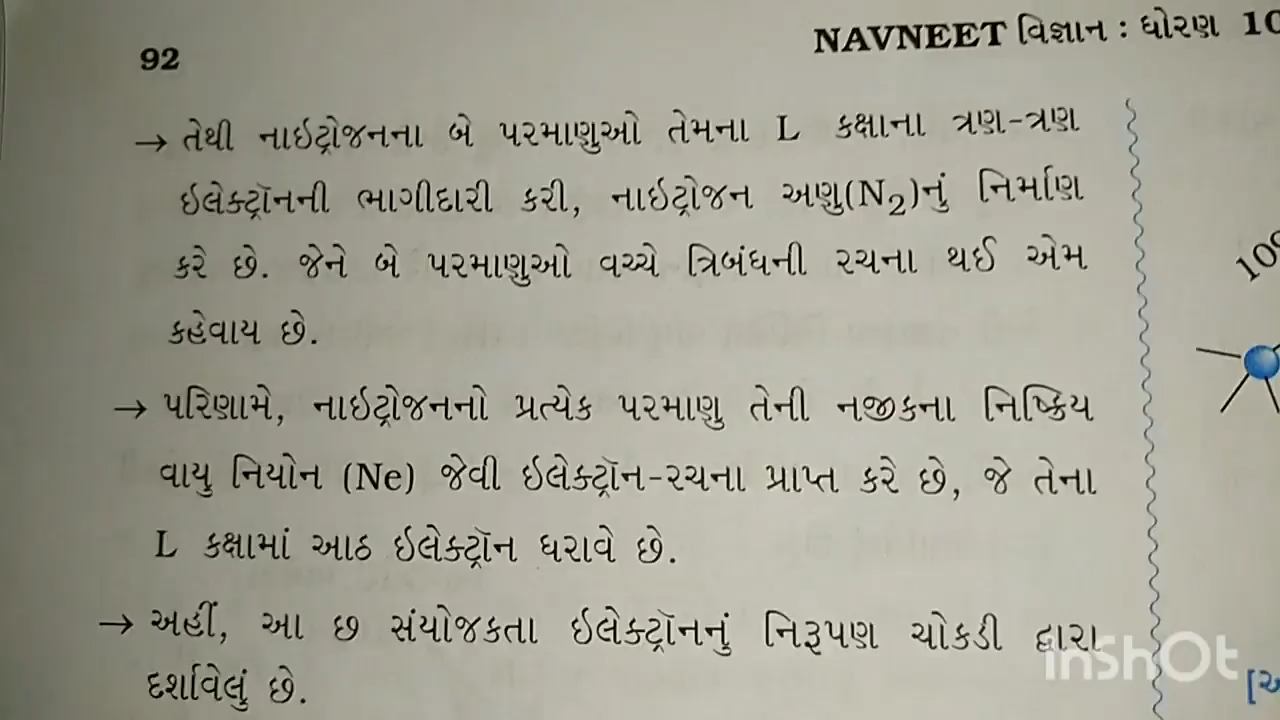 92
NAVNEET વિજ્ઞાન : ધોરણ 10
→ તેથી નાઇટ્રોજનના બે પરમાણુઓ તેમના L કક્ષાના ત્રણ-ત્રણ
ઇલેક્ટ્રૉનની ભાગીદારી કરી, નાઇટ્રોજન અણુ(N₂)નું નિર્માણ
કરે છે. જેને બે પરમાણુઓ વચ્ચે ત્રિબંધની રચના થઈ એમ
કહેવાય છે.
→ પરિણામે, નાઇટ્રોજનનો પ્રત્યેક પરમાણુ તેની નજીકના નિષ્ક્રિય
વાયુ નિયોન (Ne) જેવી ઇલેક્ટ્રૉન-રચના પ્રાપ્ત કરે છે, જે તેના
L કક્ષામાં આઠ ઇલેક્ટ્રૉન ધરાવે છે.
→ અહીં, આ છ સંયોજકતા ઇલેક્ટ્રૉનનું નિરૂપણ ચોકડી દ્વારા
દર્શાવેલું છે.
InShOt